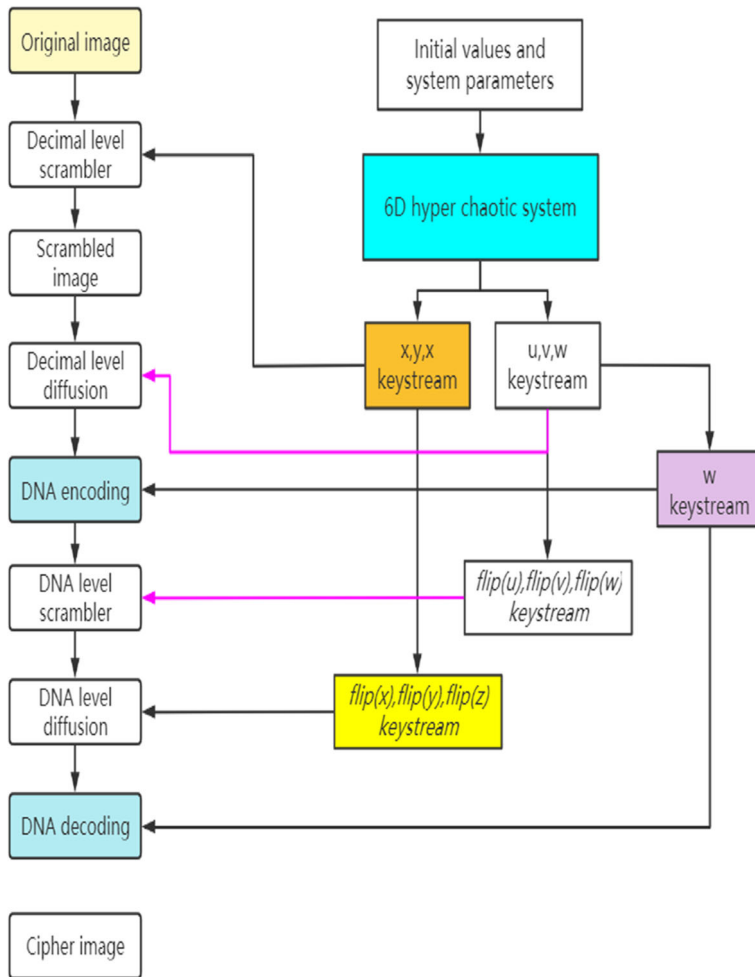 Original image
Decimal level
scrambler
Scrambled
image
Decimal level
diffusion
DNA encoding
DNA level
scrambler
DNA level
diffusion
DNA decoding
Cipher image
Initial values and
system parameters
6D hyper chaotic system
x,y,x
keystream
u,v,w
keystream
w
keystream
flip(u),flip(v),flip(w)
keystream
flip(x),flip(y),flip(z)
keystream